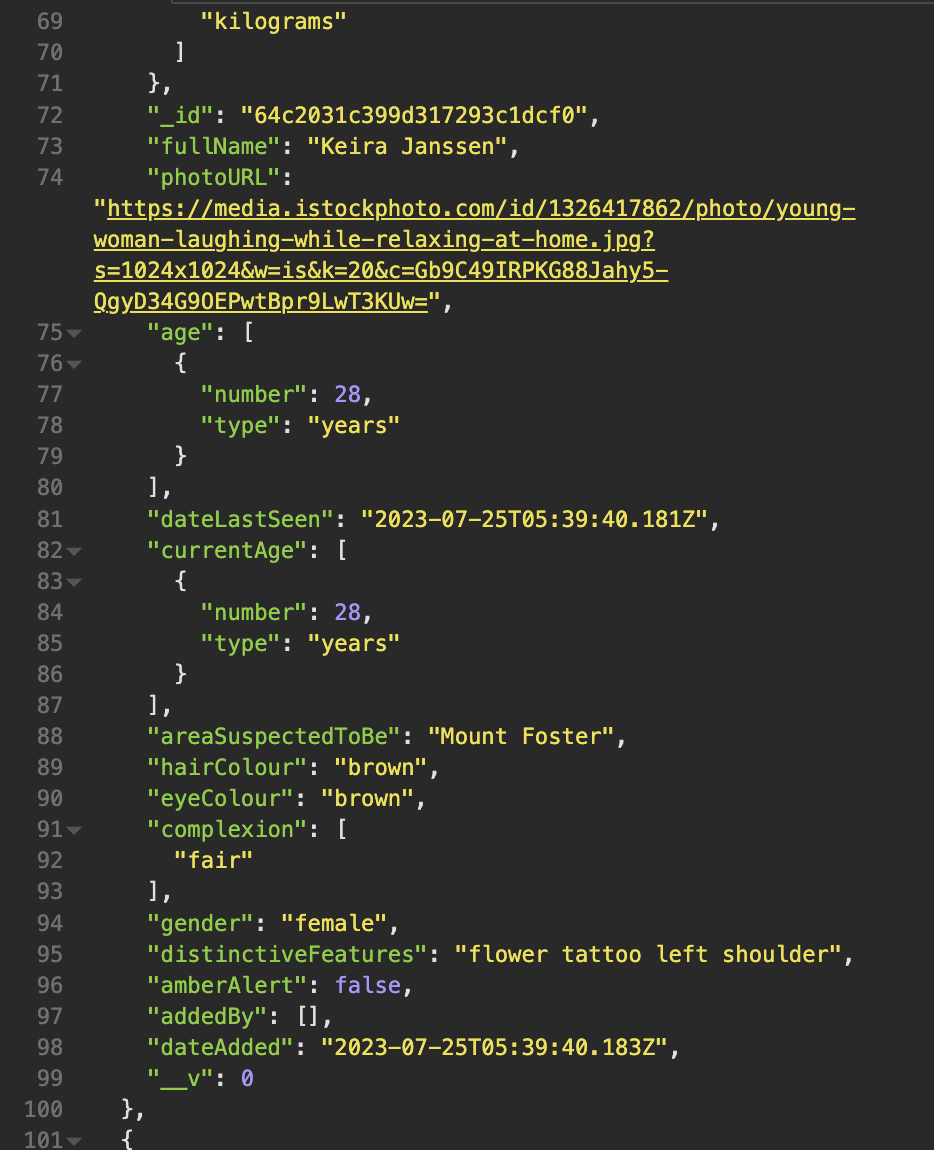 69 "kilograms"
70 ]
71 },
72 "_id": "64c2031c399d317293c1dcf0",
73 "fullName": "Keira Janssen",
74 "photoURL":
"https://media.istockphoto.com/id/1326417862/photo/young-
woman-laughing-while-relaxing-at-home.jpg?
s=1024x1024&w=is&k=20&c=Gb9C49IRPKG88Jahy5-
QgyD34G9OEPwtBpr9LwT3KUw=",
75 "age": [
76 {
77 "number": 28,
78 "type": "years"
79 }
80 ],
81 "dateLastSeen": "2023-07-25T05:39:40.181Z",
82 "currentAge": [
83 {
84 "number": 28,
85 "type": "years"
86 }
87 ],
88 "areaSuspectedToBe": "Mount Foster",
89 "hairColour": "brown",
90 "eyeColour": "brown",
91 "complexion": [
92 "fair"
93 ],
94 "gender": "female",
95 "distinctiveFeatures": "flower tattoo left shoulder",
96 "amberAlert": false,
97 "addedBy": [],
98 "dateAdded": "2023-07-25T05:39:40.183Z",
99 "__v": 0
100 },
101 {